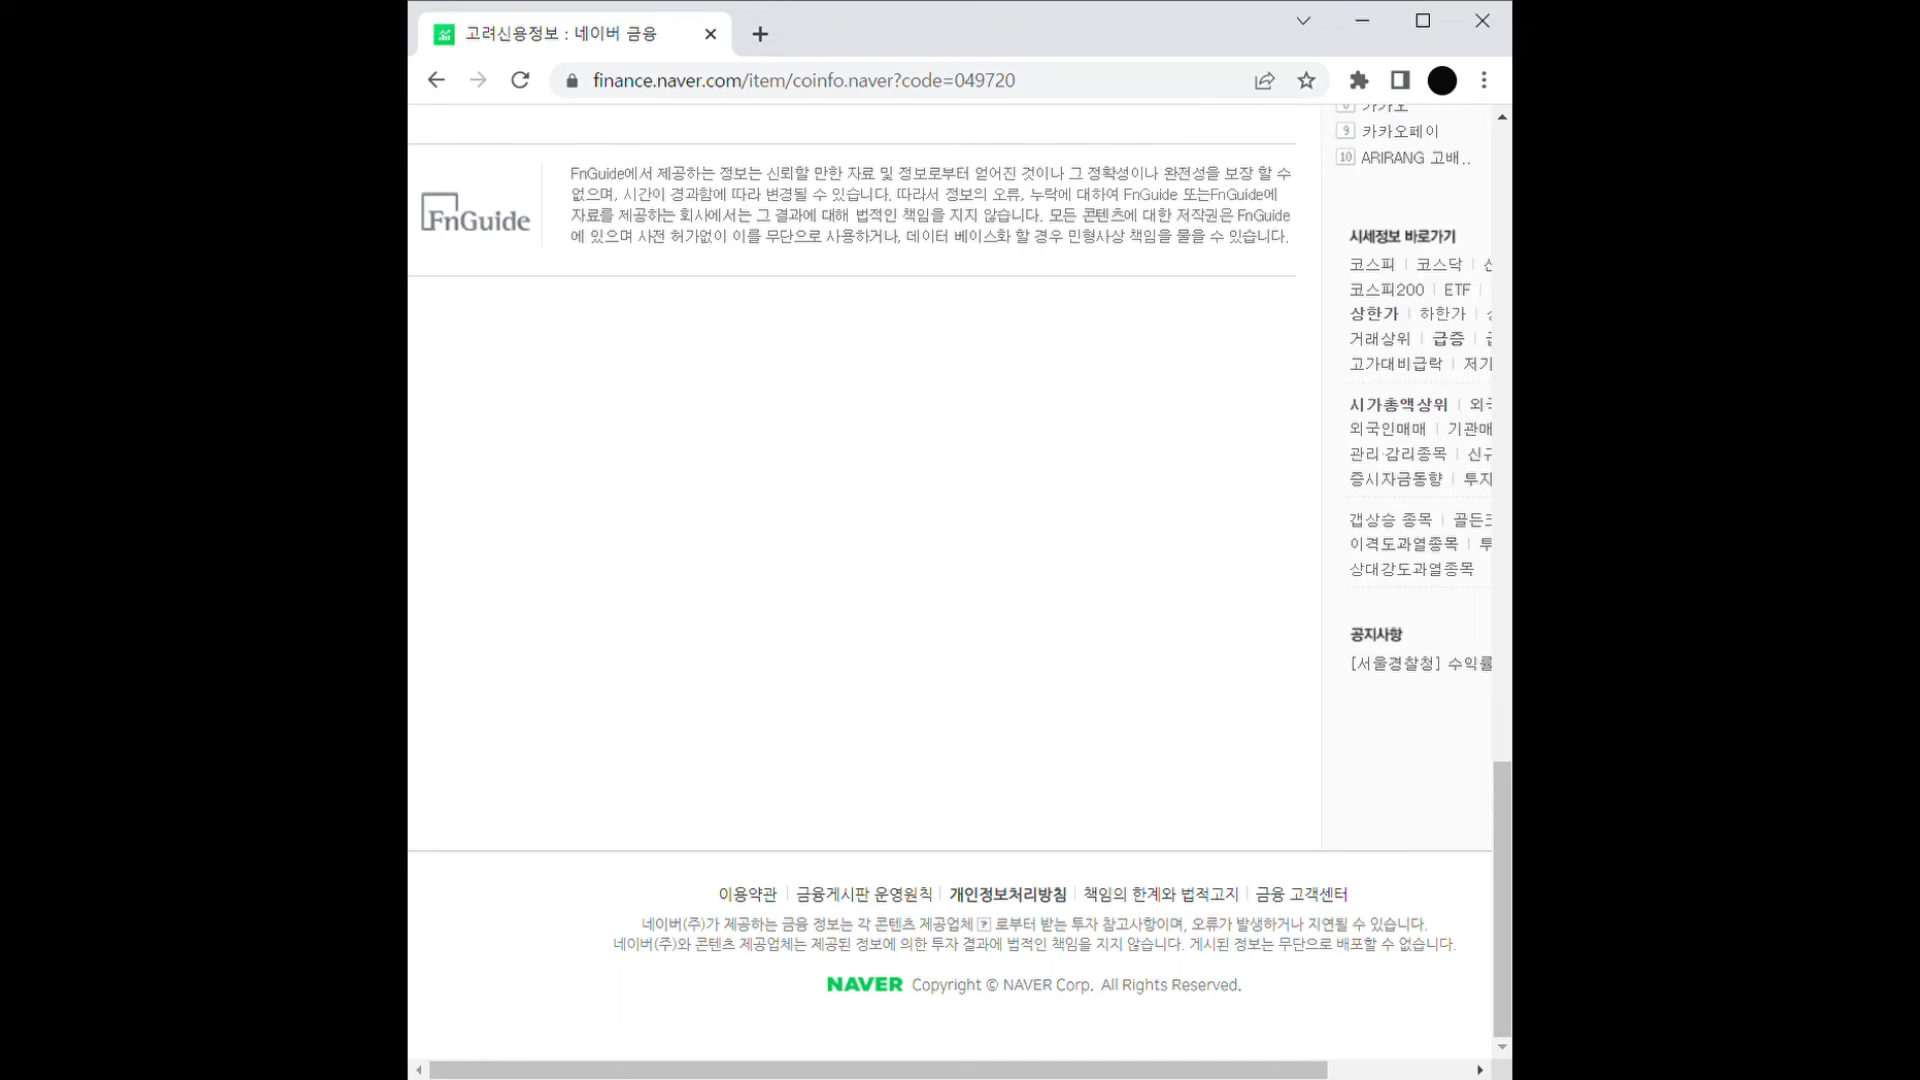 고려신용정보 : 네이버 금융
finance.naver.com/item/coinfo.naver?code=049720
FnGuide
FnGuide에서 제공하는 정보는 신뢰할 만한 자료 및 정보로부터 얻어진 것이나 그 정확성이나 완전성을 보장 할 수
없으며, 시간이 경과함에 따라 변경될 수 있습니다. 따라서 정보의 오류, 누락에 대하여 FnGuide 또는FnGuide에
자료를 제공하는 회사에서는 그 결과에 대해 법적인 책임을 지지 않습니다. 모든 콘텐츠에 대한 저작권은 FnGuide
에 있으며 사전 허가없이 이를 무단으로 사용하거나, 데이터 베이스화 할 경우 민형사상 책임을 물을 수 있습니다.
9 카카오페이
10 ARIRANG 고배..
시세정보 바로가기
코스피 | 코스닥 |
코스피200 | ETF |
상한가 | 하한가 |
거래상위 | 급증 |
고가대비급락 | 저가
시가총액상위 |
외국인매매 | 기관매
관리·감리종목 | 신규
증시자금동향 | 투자
갭상승 종목 | 골든크
이격도과열종목 | 투
상대강도과열종목
공지사항
[서울경찰청] 수익률
이용약관 | 금융게시판 운영원칙 | 개인정보처리방침 | 책임의 한계와 법적고지 | 금융 고객센터
네이버(주)가 제공하는 금융 정보는 각 콘텐츠 제공업체 ? 로부터 받는 투자 참고사항이며, 오류가 발생하거나 지연될 수 있습니다.
네이버(주)와 콘텐츠 제공업체는 제공된 정보에 의한 투자 결과에 법적인 책임을 지지 않습니다. 게시된 정보는 무단으로 배포할 수 없습니다.
NAVER Copyright © NAVER Corp. All Rights Reserved.